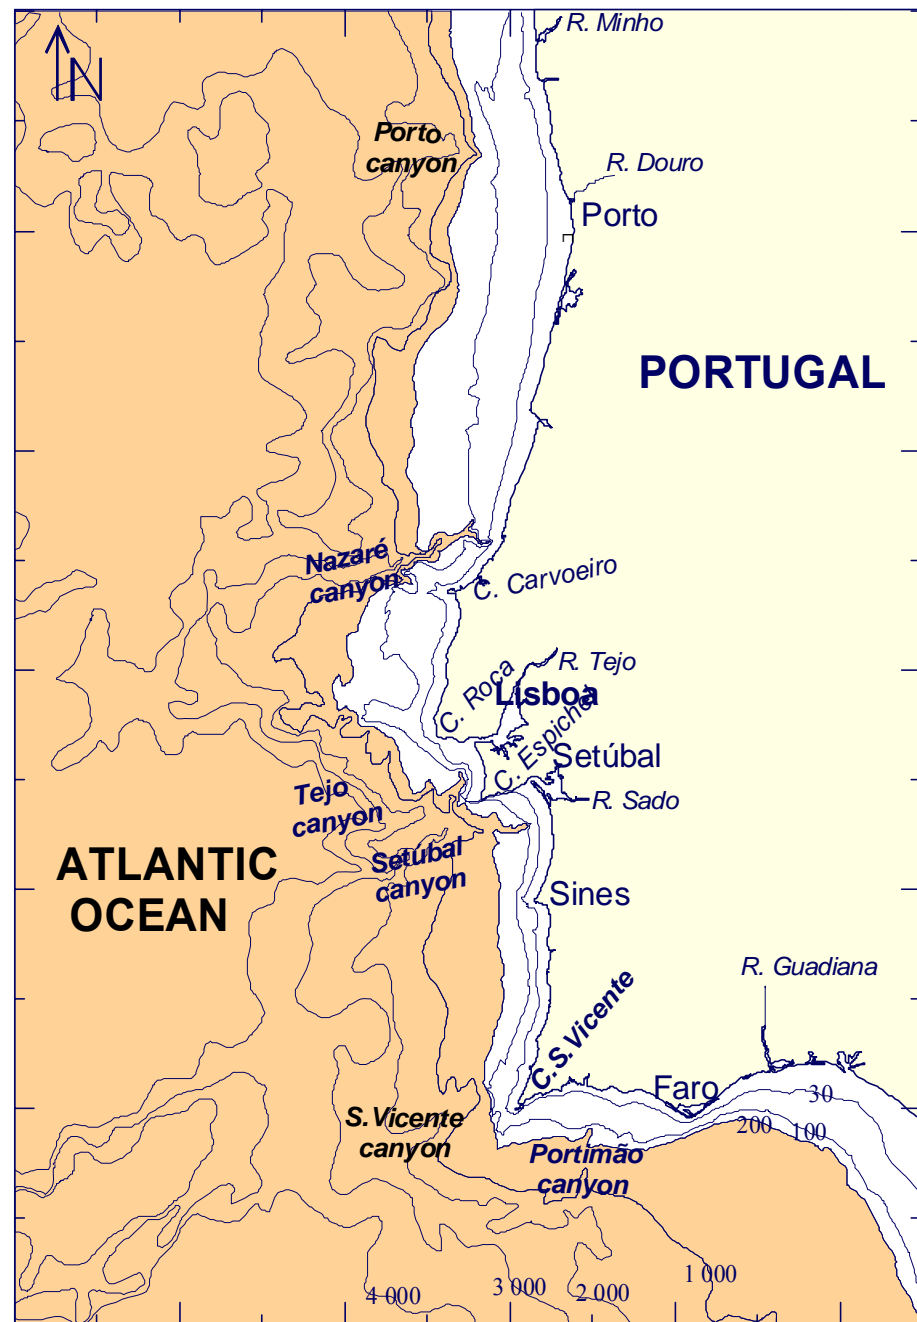 R. Minho
N
Porto
canyon
R. Douro
Porto
PORTUGAL
Nazaré
canyon
C. Carvoeiro
R. Tejo
C. Roca
Lisboa
C. Espichel
Setúbal
Tejo
canyon
R. Sado
Setúbal
canyon
ATLANTIC
OCEAN
Sines
R. Guadiana
C.S.Vicente
Faro
30
200
100
S.Vicente
canyon
Portimão
canyon
1 000
3 000
2 000
4 000